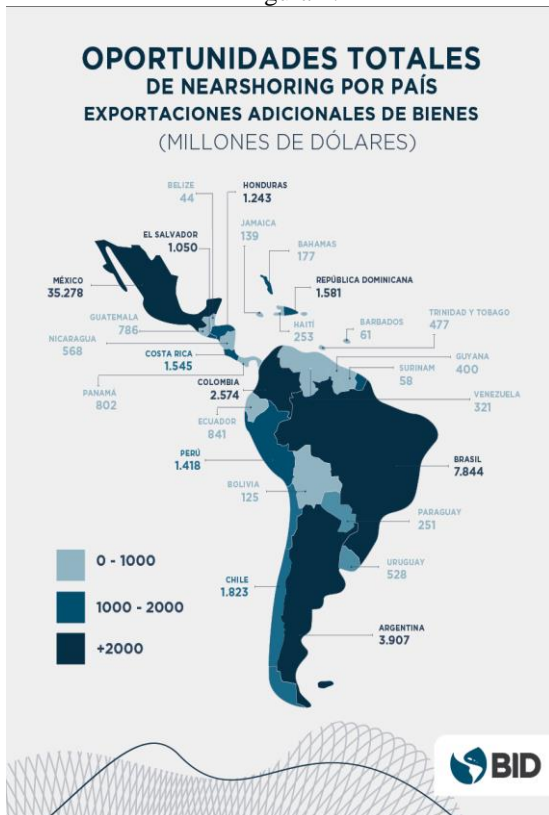 OPORTUNIDADES TOTALES
DE NEARSHORING POR PAÍS
EXPORTACIONES ADICIONALES DE BIENES
(MILLONES DE DÓLARES)
BELIZE
44
HONDURAS
1.243
JAMAICA
139
EL SALVADOR
1.050
BAHAMAS
177
MÉXICO
35.278
REPÚBLICA DOMINICANA
1.581
GUATEMALA
786
HAITÍ
253
BARBADOS
61
TRINIDAD Y TOBAGO
477
NICARAGUA
568
COSTA RICA
1.545
GUYANA
400
SURINAM
58
PANAMÁ
802
COLOMBIA
2.574
VENEZUELA
321
ECUADOR
841
PERÚ
1.418
BRASIL
7.844
BOLIVIA
125
PARAGUAY
251
URUGUAY
528
0 - 1000
1000 - 2000
+2000
CHILE
1.823
ARGENTINA
3.907
BID